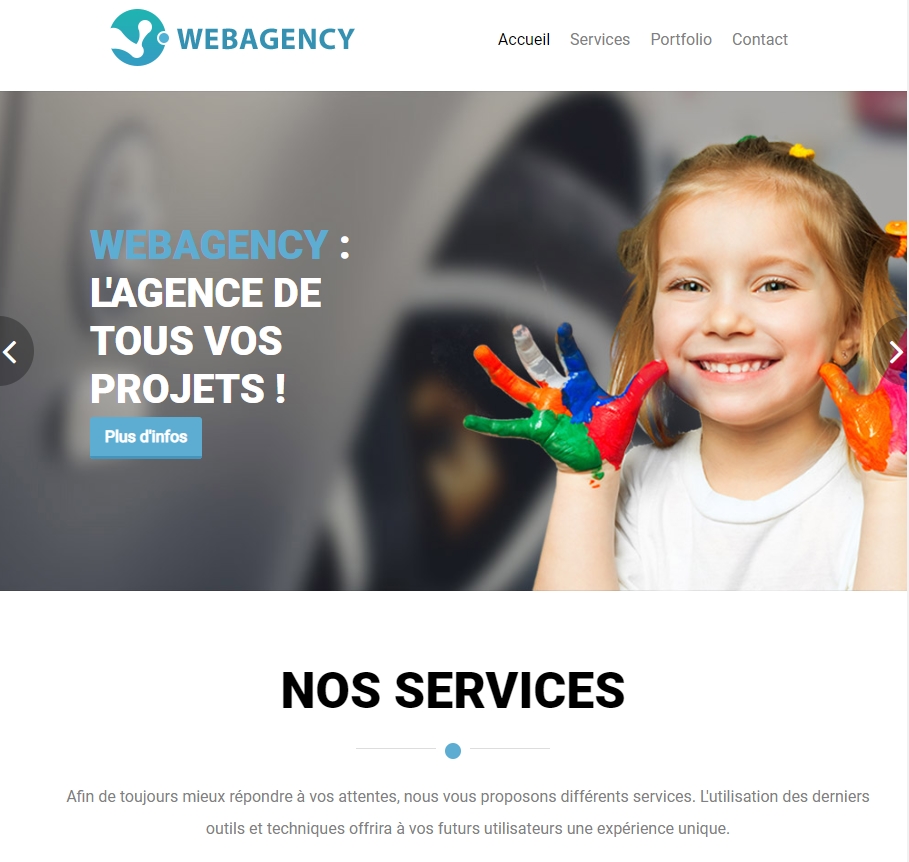 WEBAGENCY
Accueil Services Portfolio Contact
WEBAGENCY :
L'AGENCE DE
TOUS VOS
PROJETS !
Plus d'infos
NOS SERVICES
Afin de toujours mieux répondre à vos attentes, nous vous proposons différents services. L'utilisation des derniers
outils et techniques offrira à vos futurs utilisateurs une expérience unique.